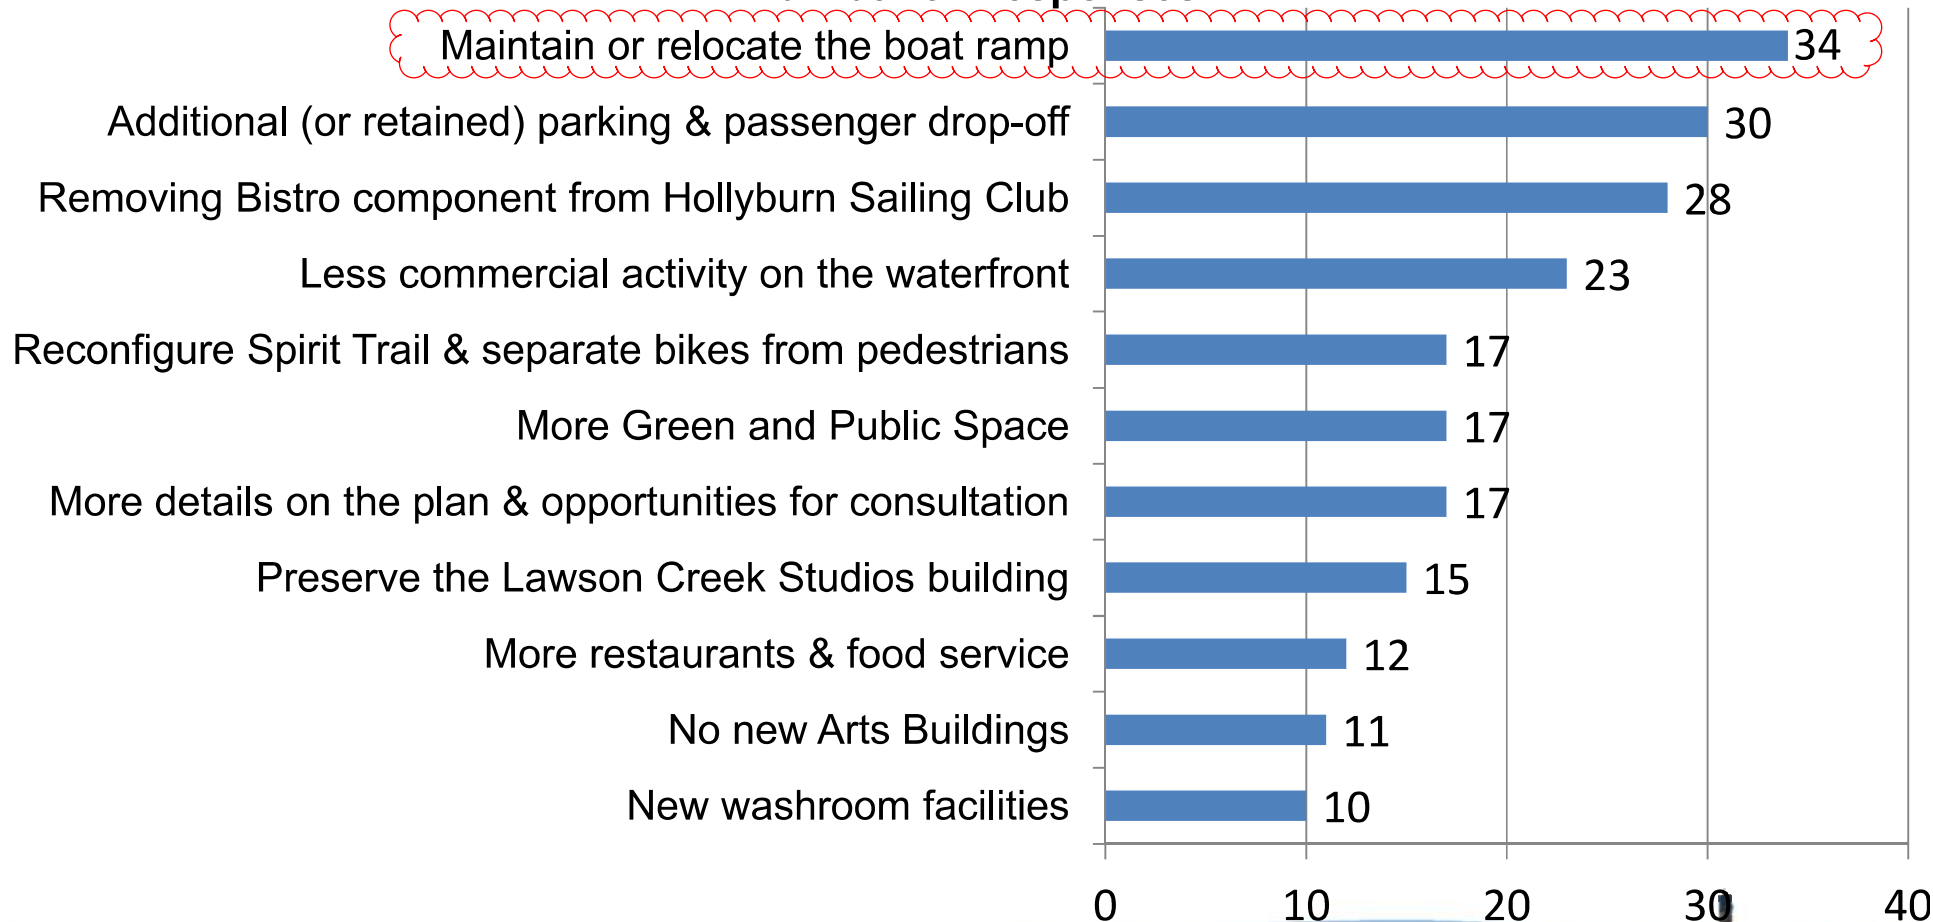 Maintain or relocate the boat ramp 34
Additional (or retained) parking & passenger drop-off 30
Removing Bistro component from Hollyburn Sailing Club 28
Less commercial activity on the waterfront 23
Reconfigure Spirit Trail & separate bikes from pedestrians 17
More Green and Public Space 17
More details on the plan & opportunities for consultation 17
Preserve the Lawson Creek Studios building 15
More restaurants & food service 12
No new Arts Buildings 11
New washroom facilities 10
0 10 20 30 40